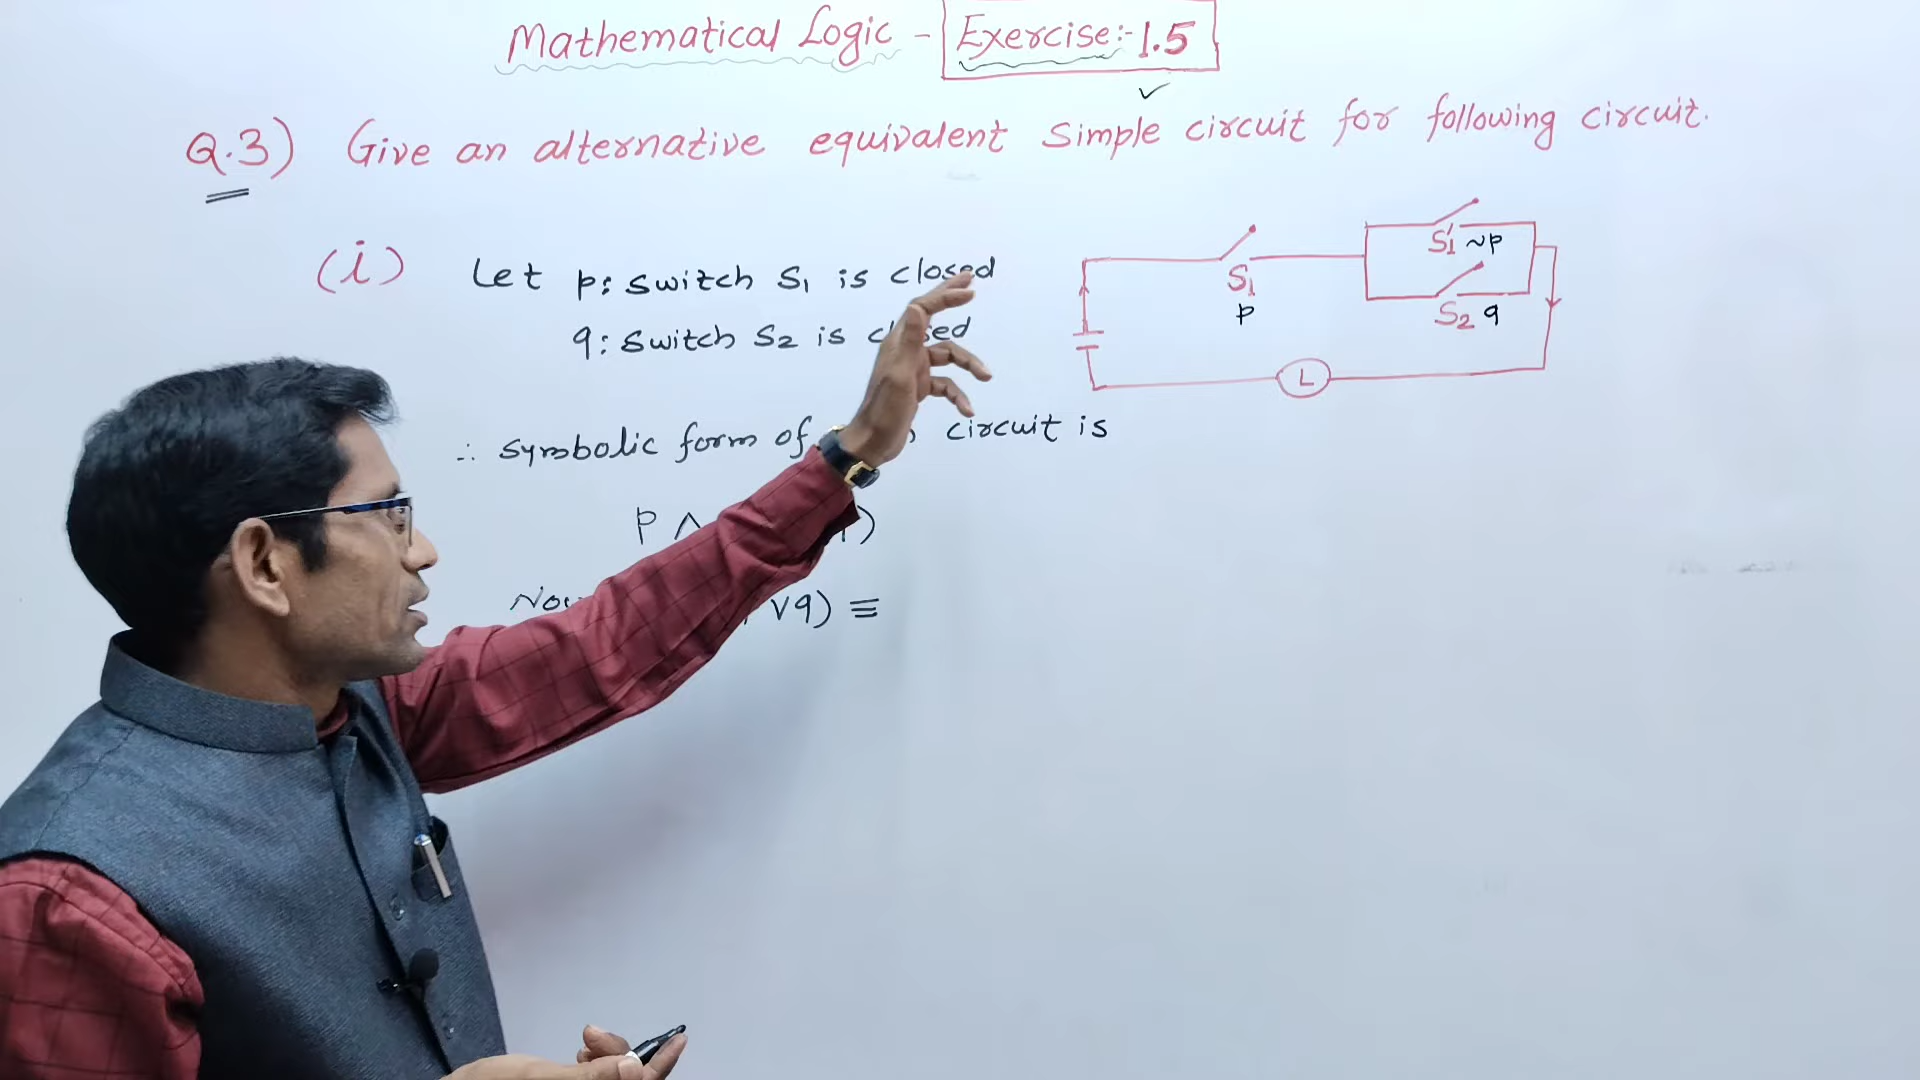 Mathematical Logic - Exercise:- 1.5
Q.3) Give an alternative equivalent Simple circuit for following circuit.
(i) Let p: switch S₁ is closed
q: switch S₂ is closed
∴ symbolic form of circuit is
p ∧ )
Now ∨q) ≡
S₁
p
S₁' ~p
S₂ q
L